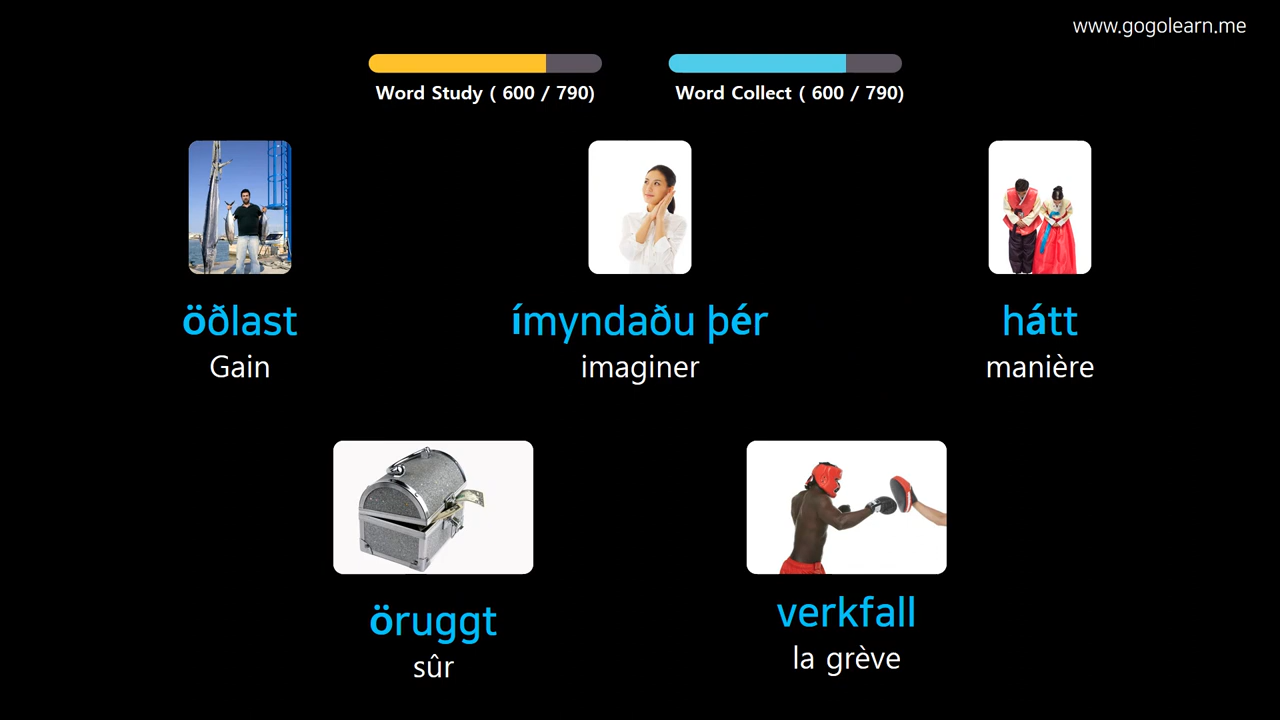 www.gogolearn.me
Word Study ( 600 / 790)
Word Collect ( 600 / 790)
öðlast
Gain
ímyndaðu þér
imaginer
hátt
manière
öruggt
sûr
verkfall
la grève